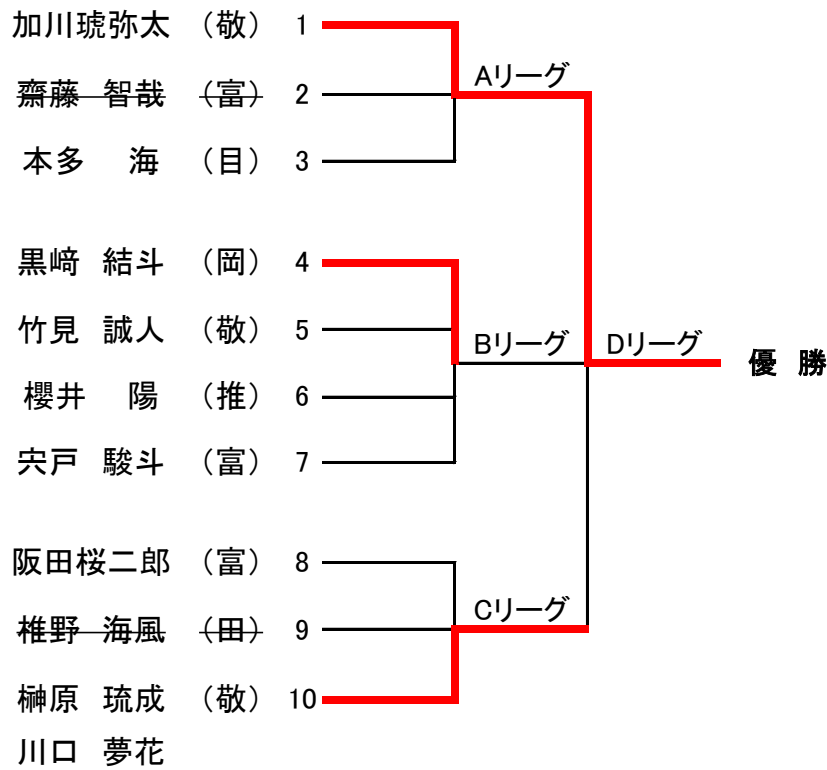 加川琥弥太 （敬） 1
Aリーグ
齋藤 智哉 （富） 2
本多 海 （目） 3
黒﨑 結斗 （岡） 4
竹見 誠人 （敬） 5
Bリーグ Dリーグ
優 勝
櫻井 陽 （推） 6
宍戸 駿斗 （富） 7
阪田桜二郎 （富） 8
Cリーグ
椎野 海風 （田） 9
榊原 琉成 （敬） 10
川口 夢花